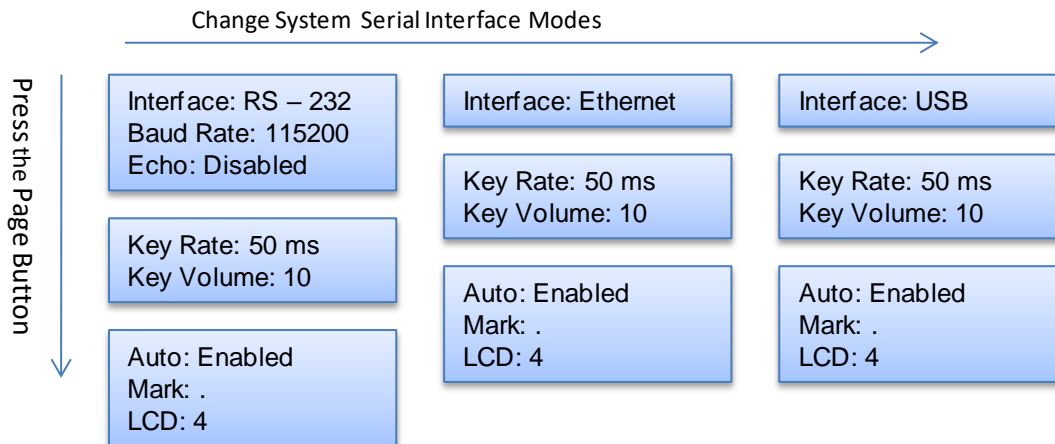 Change System Serial Interface Modes
Press the Page Button
Interface: RS – 232
Baud Rate: 115200
Echo: Disabled
Key Rate: 50 ms
Key Volume: 10
Auto: Enabled
Mark: .
LCD: 4
Interface: Ethernet
Key Rate: 50 ms
Key Volume: 10
Auto: Enabled
Mark: .
LCD: 4
Interface: USB
Key Rate: 50 ms
Key Volume: 10
Auto: Enabled
Mark: .
LCD: 4